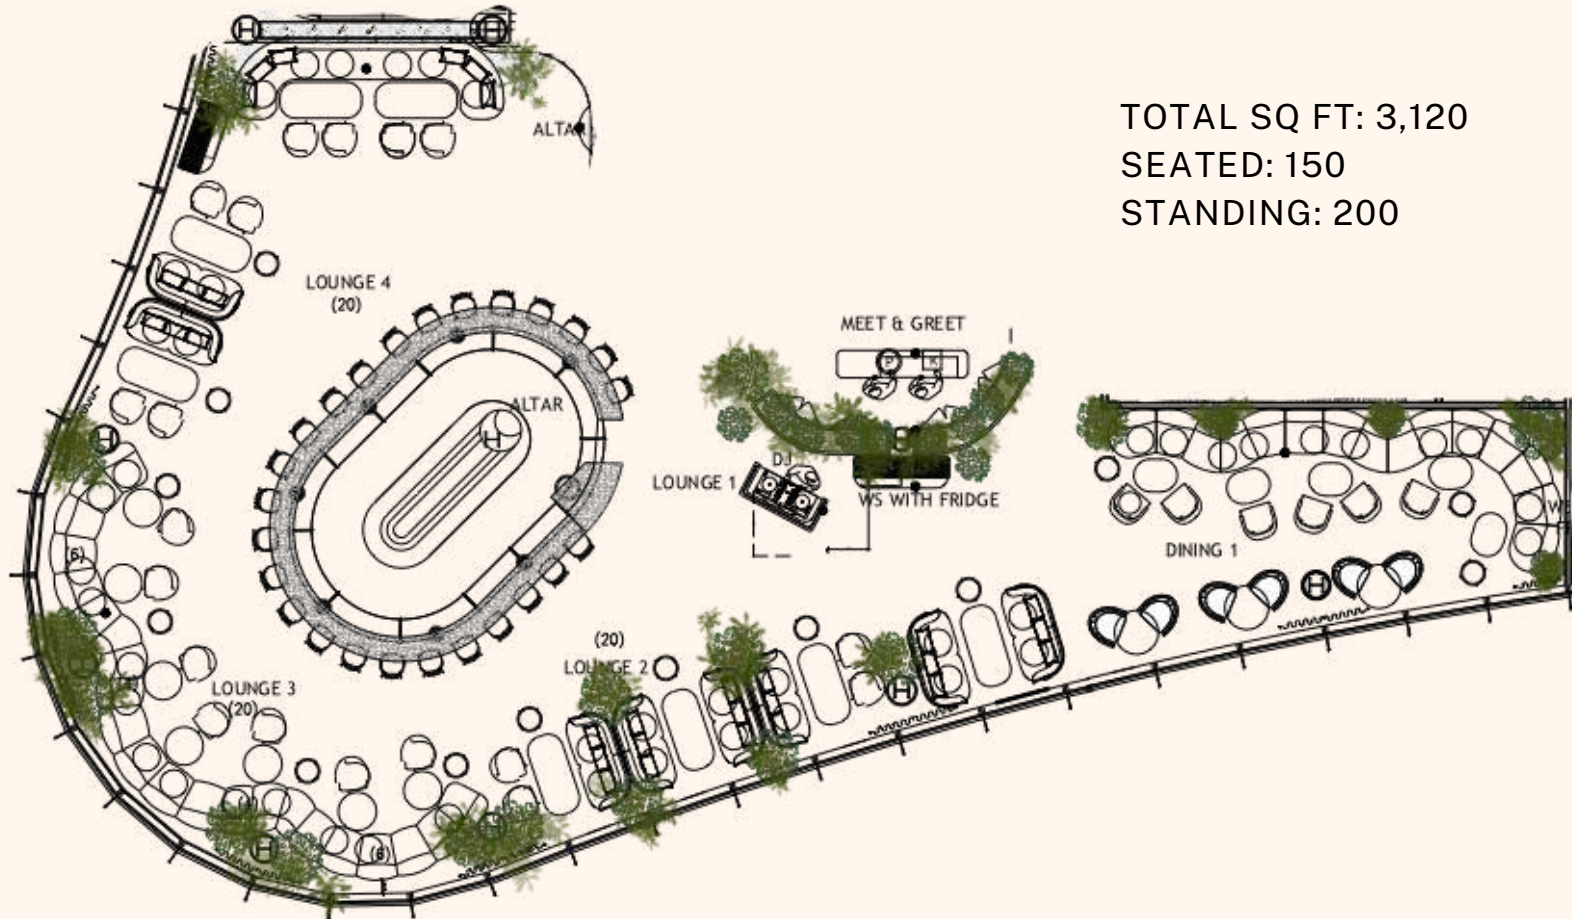 TOTAL SQ FT: 3,120
SEATED: 150
STANDING: 200
H
H
ALTAR
LOUNGE 4
(20)
MEET & GREET
P
K
ALTAR
H
H
DJ
LOUNGE 1
WS WITH FRIDGE
DINING 1
(6)
H
(20)
LOUNGE 2
LOUNGE 3
(20)
H
H
(6)